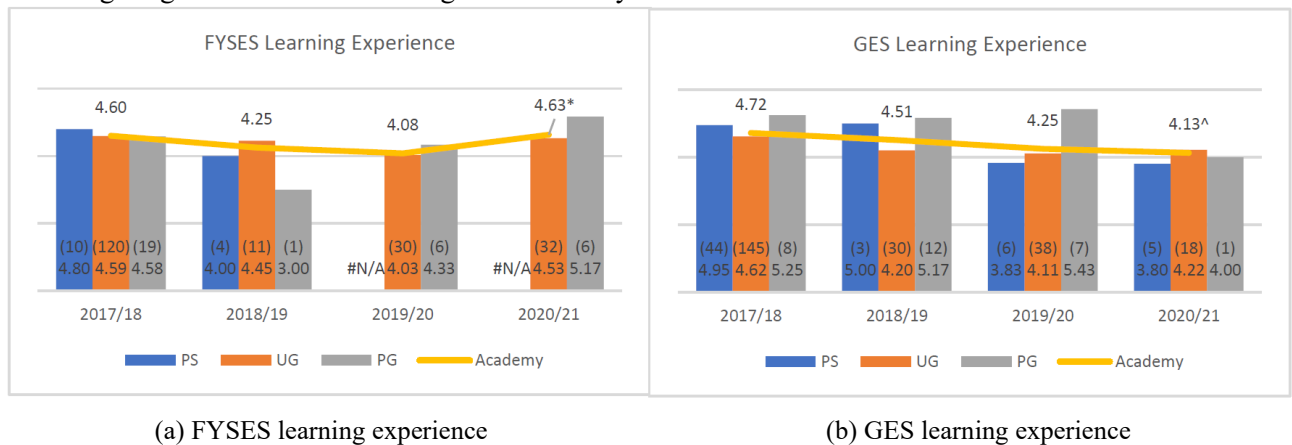 FYSES Learning Experience
4.60 4.25 4.08 4.63*
(10) (120) (19) (4) (11) (1) (30) (6) (32) (6)
4.80 4.59 4.58 4.00 4.45 3.00 #N/A 4.03 4.33 #N/A 4.53 5.17
2017/18 2018/19 2019/20 2020/21
PS UG PG Academy
(a) FYSES learning experience
GES Learning Experience
4.72 4.51 4.25 4.13^
(44) (145) (8) (3) (30) (12) (6) (38) (7) (5) (18) (1)
4.95 4.62 5.25 5.00 4.20 5.17 3.83 4.11 5.43 3.80 4.22 4.00
2017/18 2018/19 2019/20 2020/21
PS UG PG Academy
(b) GES learning experience